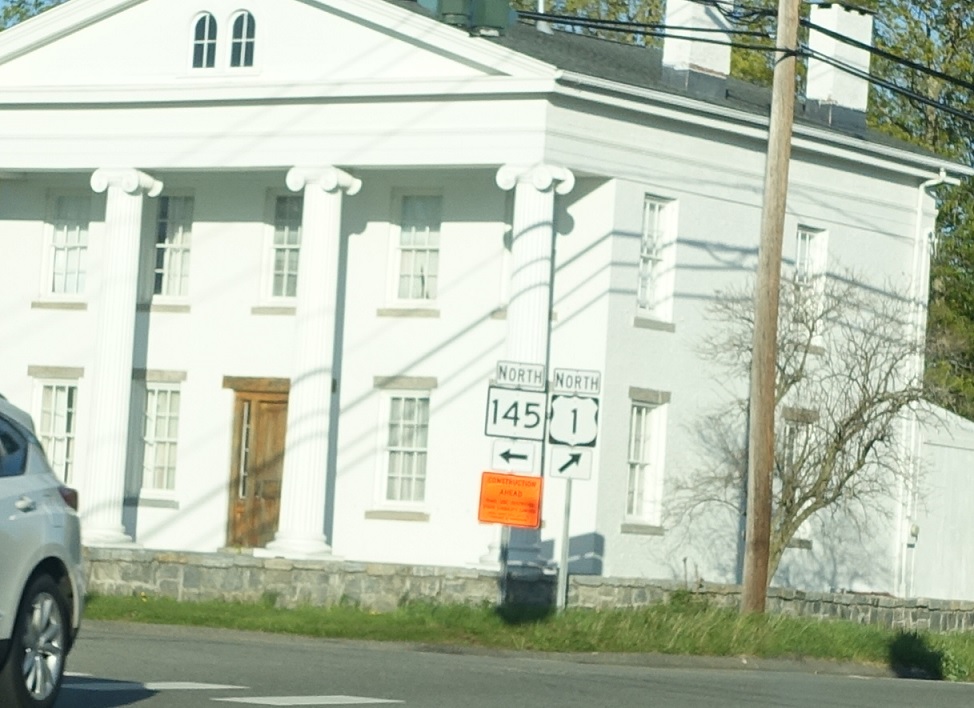 NORTH
145
NORTH
1
CONSTRUCTION
AHEAD